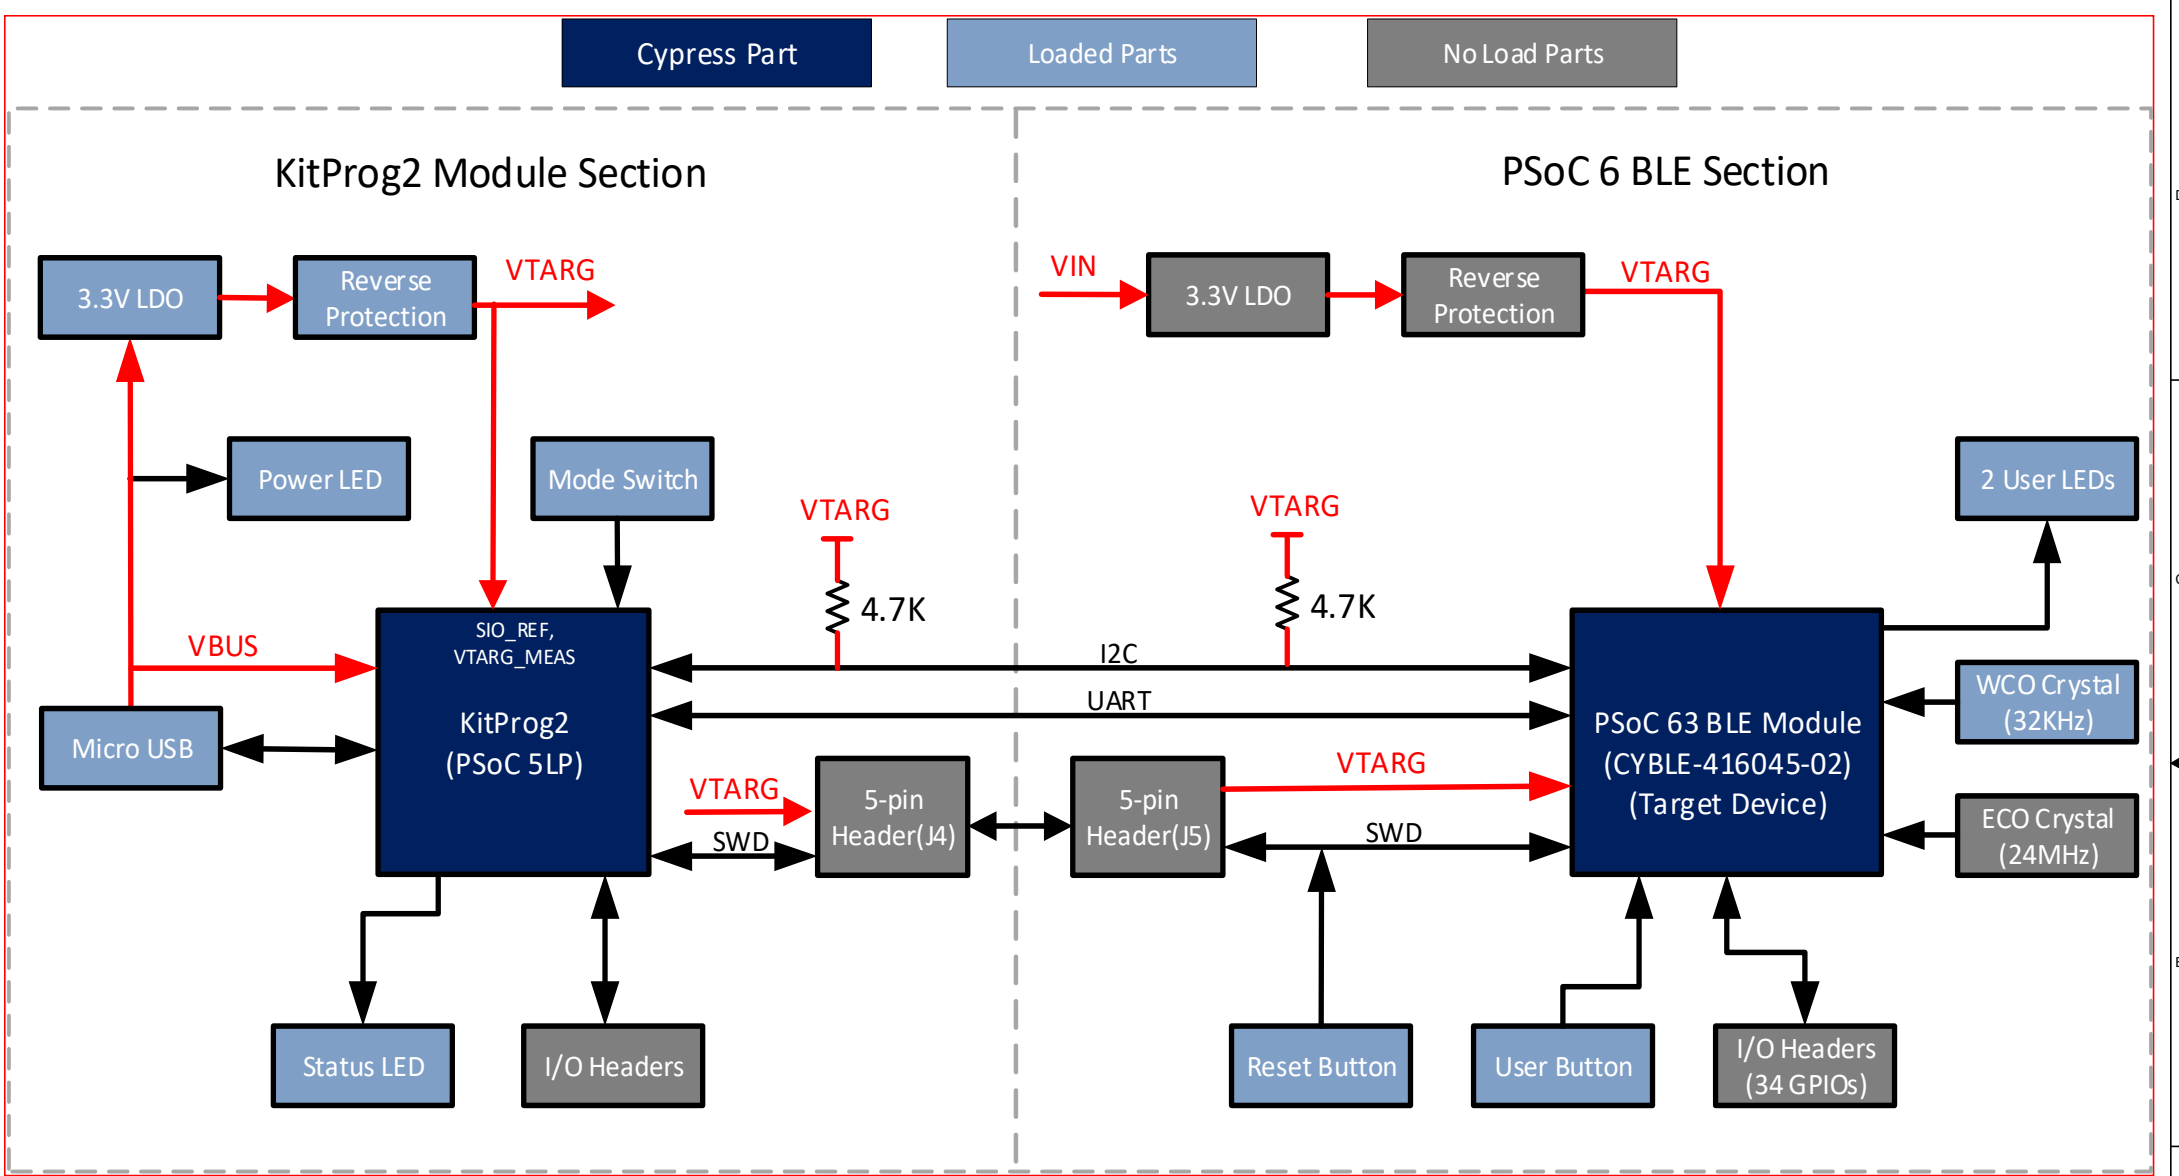 Cypress Part
Loaded Parts
No Load Parts
KitProg2 Module Section
PSoC 6 BLE Section
3.3V LDO
Reverse
Protection
VTARG
VIN
3.3V LDO
Reverse
Protection
VTARG
Power LED
Mode Switch
VTARG
4.7K
VTARG
4.7K
2 User LEDs
VBUS
SIO_REF,
VTARG_MEAS
KitProg2
(PSoC 5LP)
Micro USB
I2C
UART
VTARG
SWD
5-pin
Header(J4)
5-pin
Header(J5)
VTARG
SWD
PSoC 63 BLE Module
(CYBLE-416045-02)
(Target Device)
WCO Crystal
(32KHz)
ECO Crystal
(24MHz)
Status LED
I/O Headers
Reset Button
User Button
I/O Headers
(34 GPIOs)